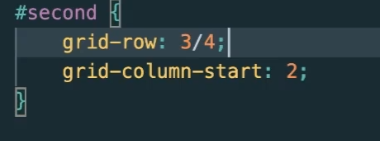 #second {
grid-row: 3/4;
grid-column-start: 2;
}